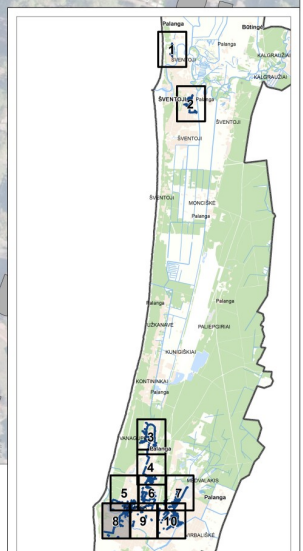 Palanga
Būtingė
1
Palanga
KALGRAUŽIAI
ŠVENTOJI
KALGRAUŽIAI
ŠVENTOJI
Palanga
2
ŠVENTOJI
ŠVENTOJI
ŠVENTOJI
MONCIŠKĖ
Palanga
Palanga
Palanga
UŽKANAVĖ
PALIEPGIRIAI
KUNIGIŠKIAI
KONTININKAI
Palanga
3
VANAGUPĖ
Palanga
4
MEDVALAKIS
5
6
7
Palanga
8
9
10
VIRBALIŠKĖ